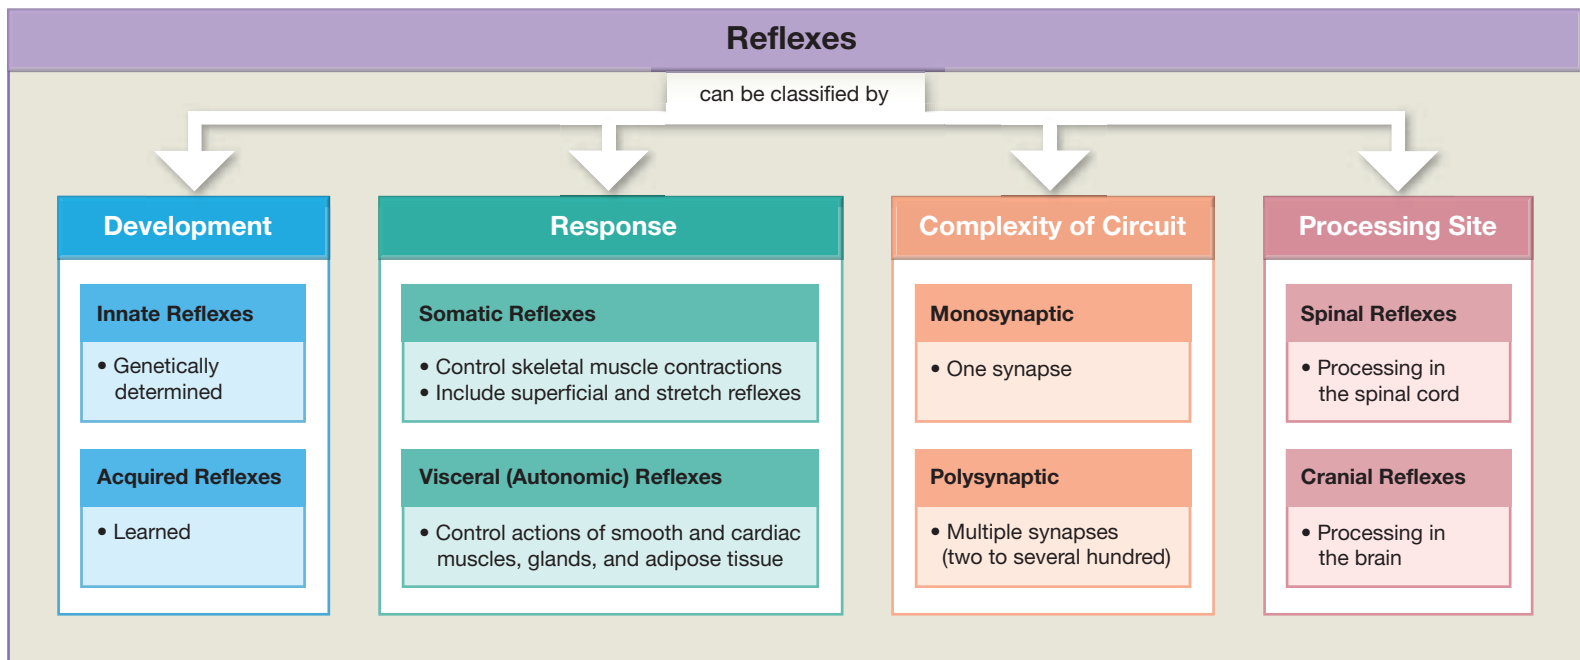 Reflexes
can be classified by
Development
Innate Reflexes
• Genetically
determined
Acquired Reflexes
• Learned
Response
Somatic Reflexes
• Control skeletal muscle contractions
• Include superficial and stretch reflexes
Visceral (Autonomic) Reflexes
• Control actions of smooth and cardiac
muscles, glands, and adipose tissue
Complexity of Circuit
Monosynaptic
• One synapse
Polysynaptic
• Multiple synapses
(two to several hundred)
Processing Site
Spinal Reflexes
• Processing in
the spinal cord
Cranial Reflexes
• Processing in
the brain